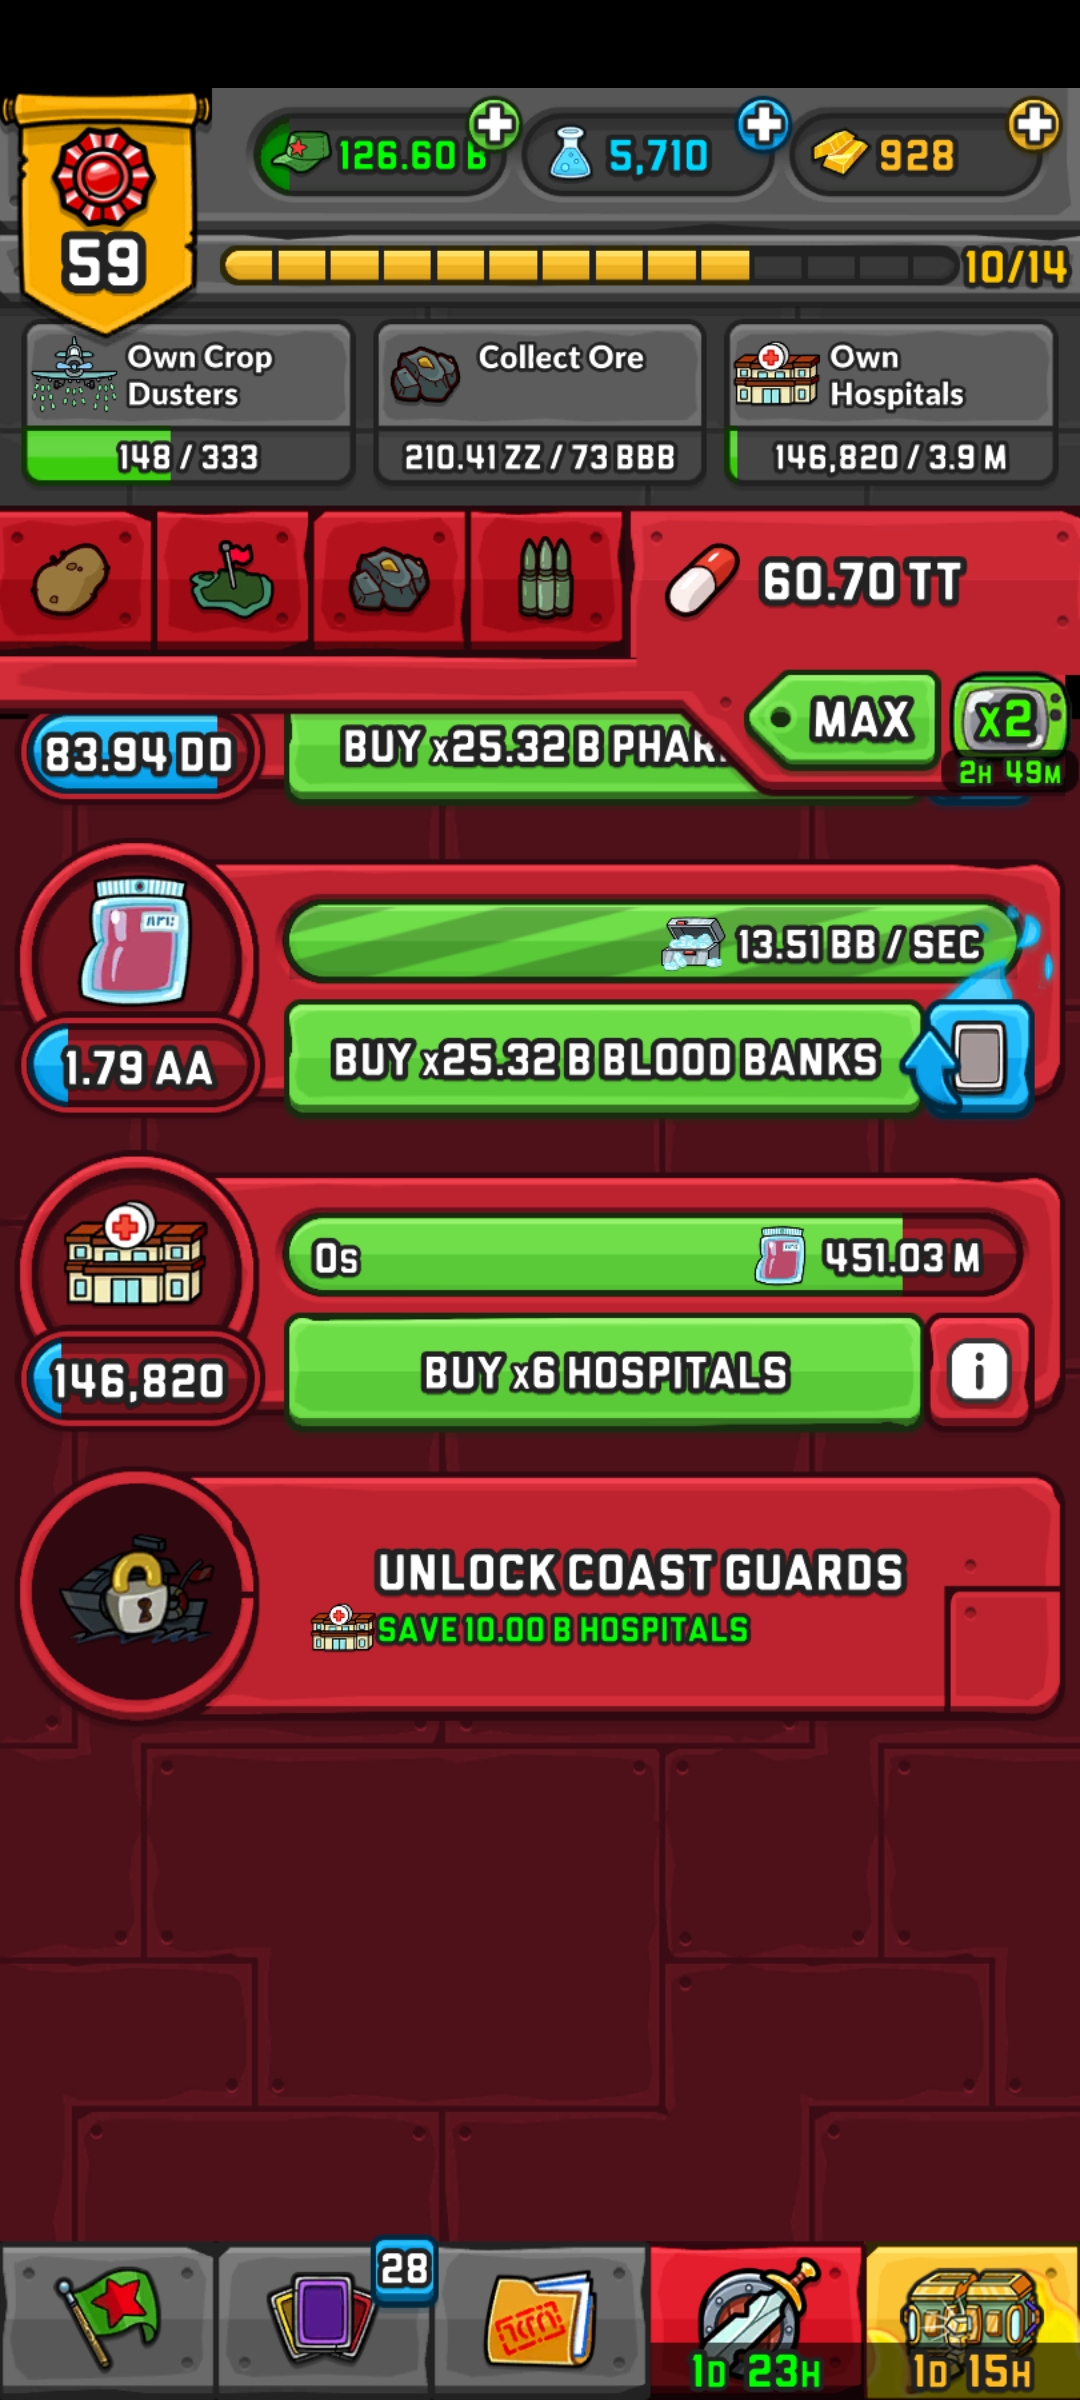 126.60 B
5,710
928
59
10/14
Own Crop
Dusters
148 / 333
Collect Ore
210.41 ZZ / 73 BBB
Own
Hospitals
146,820 / 3.9 M
60.70 TT
MAX
x2
2H 49M
83.94 DD
BUY x25.32 B
13.51 BB / SEC
1.79 AA
BUY x25.32 B BLOOD BANKS
0s
451.03 M
146,820
BUY x6 HOSPITALS
i
UNLOCK COAST GUARDS
SAVE 10.00 B HOSPITALS
28
1D 23H
1D 15H